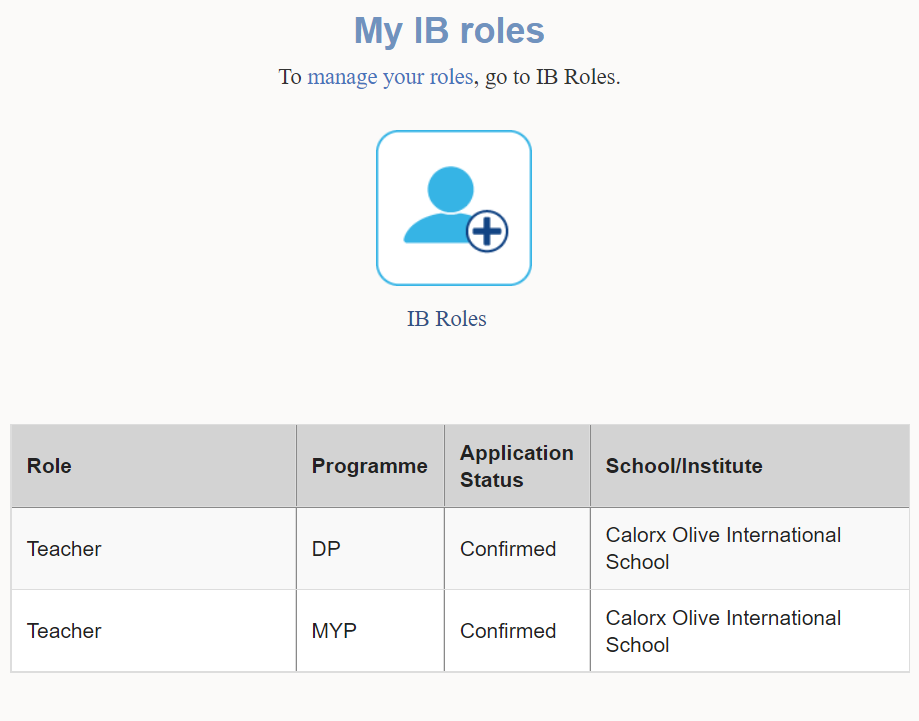 My IB roles
To manage your roles, go to IB Roles.
IB Roles
Role Programme Application Status School/Institute
Teacher DP Confirmed Calorx Olive International School
Teacher MYP Confirmed Calorx Olive International School